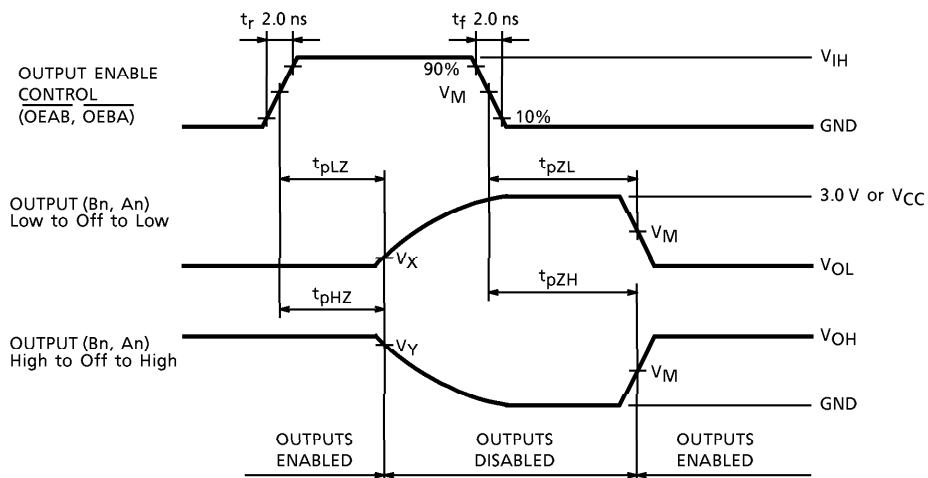 tr 2.0 ns
tf 2.0 ns
VIH
90%
OUTPUT ENABLE
CONTROL
(OEAB, OEBA)
VM
10%
GND
tpLZ
tpZL
3.0 V or VCC
OUTPUT (Bn, An)
Low to Off to Low
VM
VX
VOL
tpHZ
tpZH
OUTPUT (Bn, An)
High to Off to High
VY
VOH
VM
GND
OUTPUTS
ENABLED
OUTPUTS
DISABLED
OUTPUTS
ENABLED